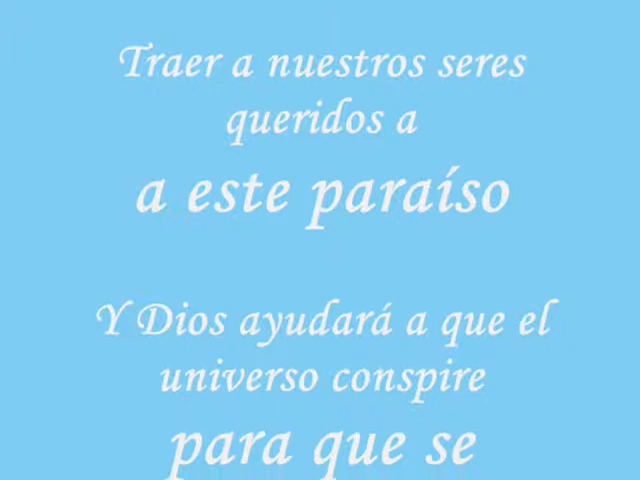 Traer a nuestros seres
queridos a
a este paraíso
Y Dios ayudará a que el
universo conspire
para que se